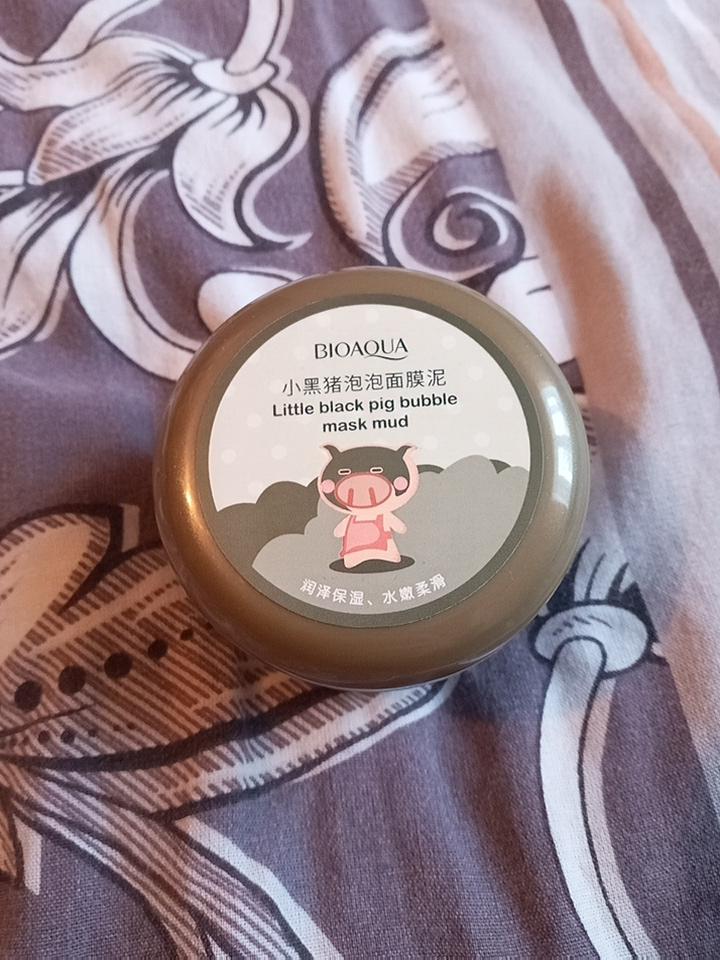 BIOAQUA
小黑猪泡泡面膜泥
Little black pig bubble
mask mud
润泽保湿、水嫩柔滑